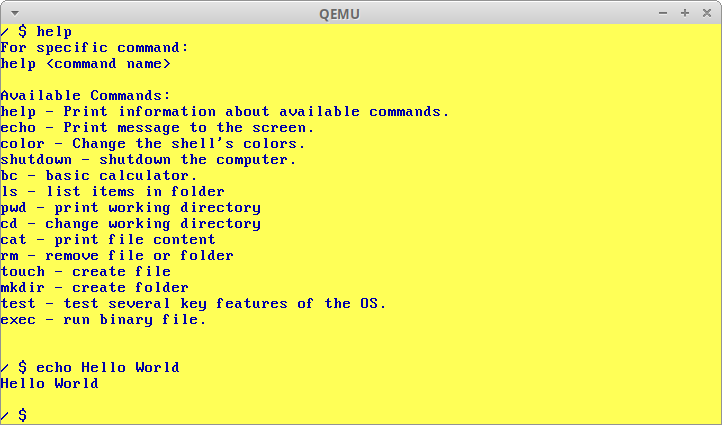 QEMU
/ $ help
For specific command:
help <command name>
Available Commands:
help - Print information about available commands.
echo - Print message to the screen.
color - Change the shell's colors.
shutdown - shutdown the computer.
bc - basic calculator.
ls - list items in folder
pwd - print working directory
cd - change working directory
cat - print file content
rm - remove file or folder
touch - create file
mkdir - create folder
test - test several key features of the OS.
exec - run binary file.
/ $ echo Hello World
Hello World
/ $